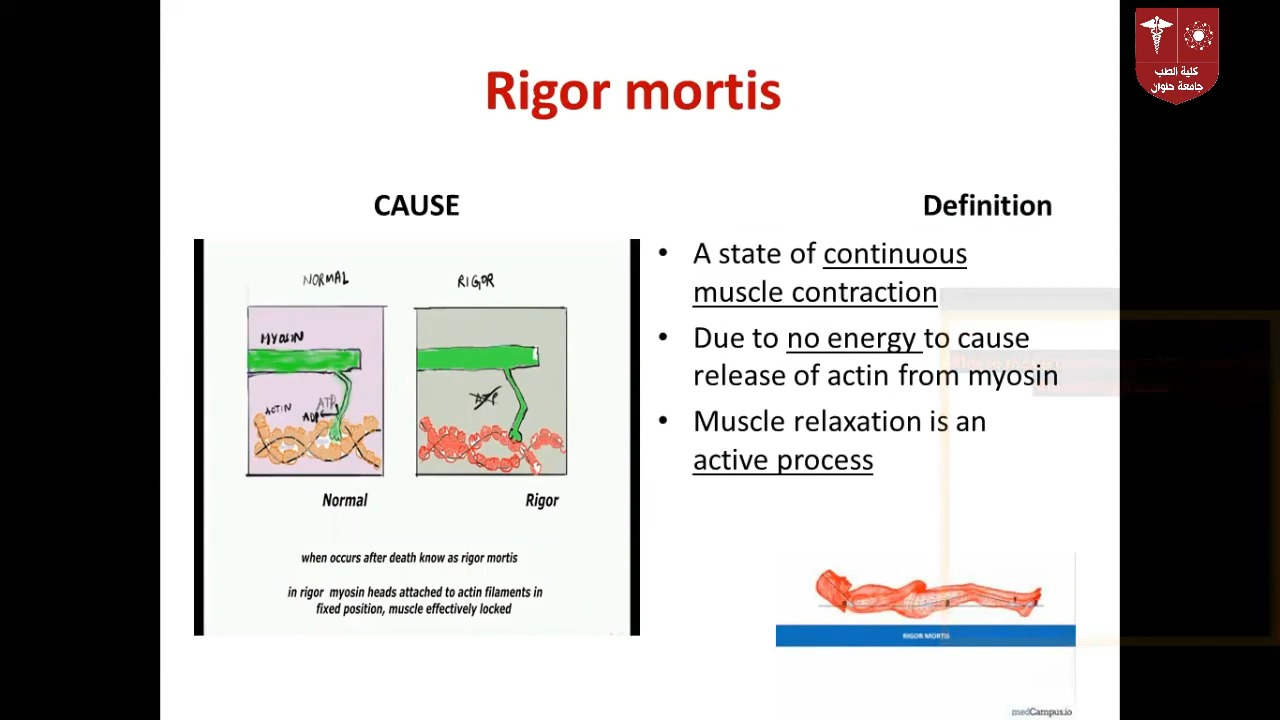 Rigor mortis
CAUSE
NORMAL
RIGOR
MYOSIN
ATP
ADP
ACTIN
ATP
Normal
Rigor
when occurs after death know as rigor mortis
in rigor myosin heads attached to actin filaments in
fixed position, muscle effectively locked
Definition
• A state of continuous
muscle contraction
• Due to no energy to cause
release of actin from myosin
• Muscle relaxation is an
active process
RIGOR MORTIS
medCampus.io
كلية الطب
جامعة حلوان